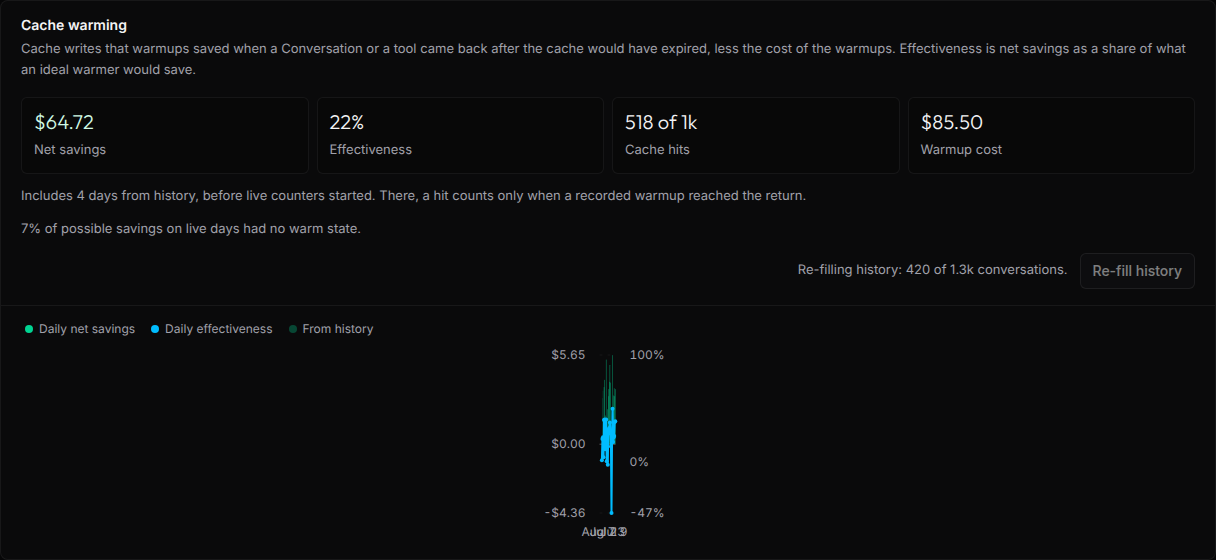 Cache warming
Cache writes that warmups saved when a Conversation or a tool came back after the cache would have expired, less the cost of the warmups. Effectiveness is net savings as a share of what
an ideal warmer would save.
$64.72
Net savings
22%
Effectiveness
518 of 1k
Cache hits
$85.50
Warmup cost
Includes 4 days from history, before live counters started. There, a hit counts only when a recorded warmup reached the return.
7% of possible savings on live days had no warm state.
Re-filling history: 420 of 1.3k conversations.
Re-fill history
Daily net savings
Daily effectiveness
From history
$5.65
100%
$0.00
0%
-$4.36
-47%